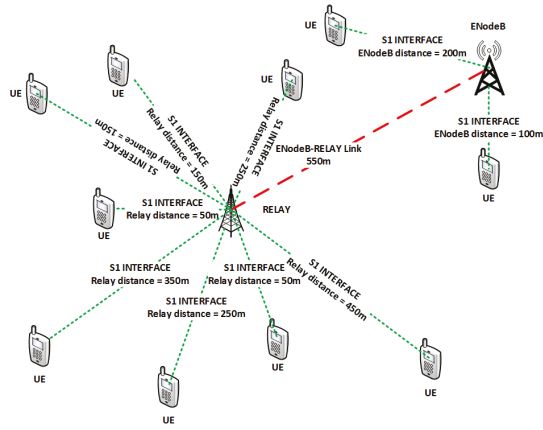 ENodeB
S1 INTERFACE
ENodeB distance = 200m
UE
UE
UE
UE
S1 INTERFACE
ENodeB distance = 100m
UE
S1 INTERFACE
Relay distance = 150m
S1 INTERFACE
Relay distance = 150m
S1 INTERFACE
Relay distance = 250m
ENodeB-RELAY Link
550m
S1 INTERFACE
Relay distance = 50m
UE
RELAY
S1 INTERFACE
Relay distance = 350m
S1 INTERFACE
Relay distance = 250m
S1 INTERFACE
Relay distance = 50m
S1 INTERFACE
Relay distance = 450m
UE
UE
UE
UE